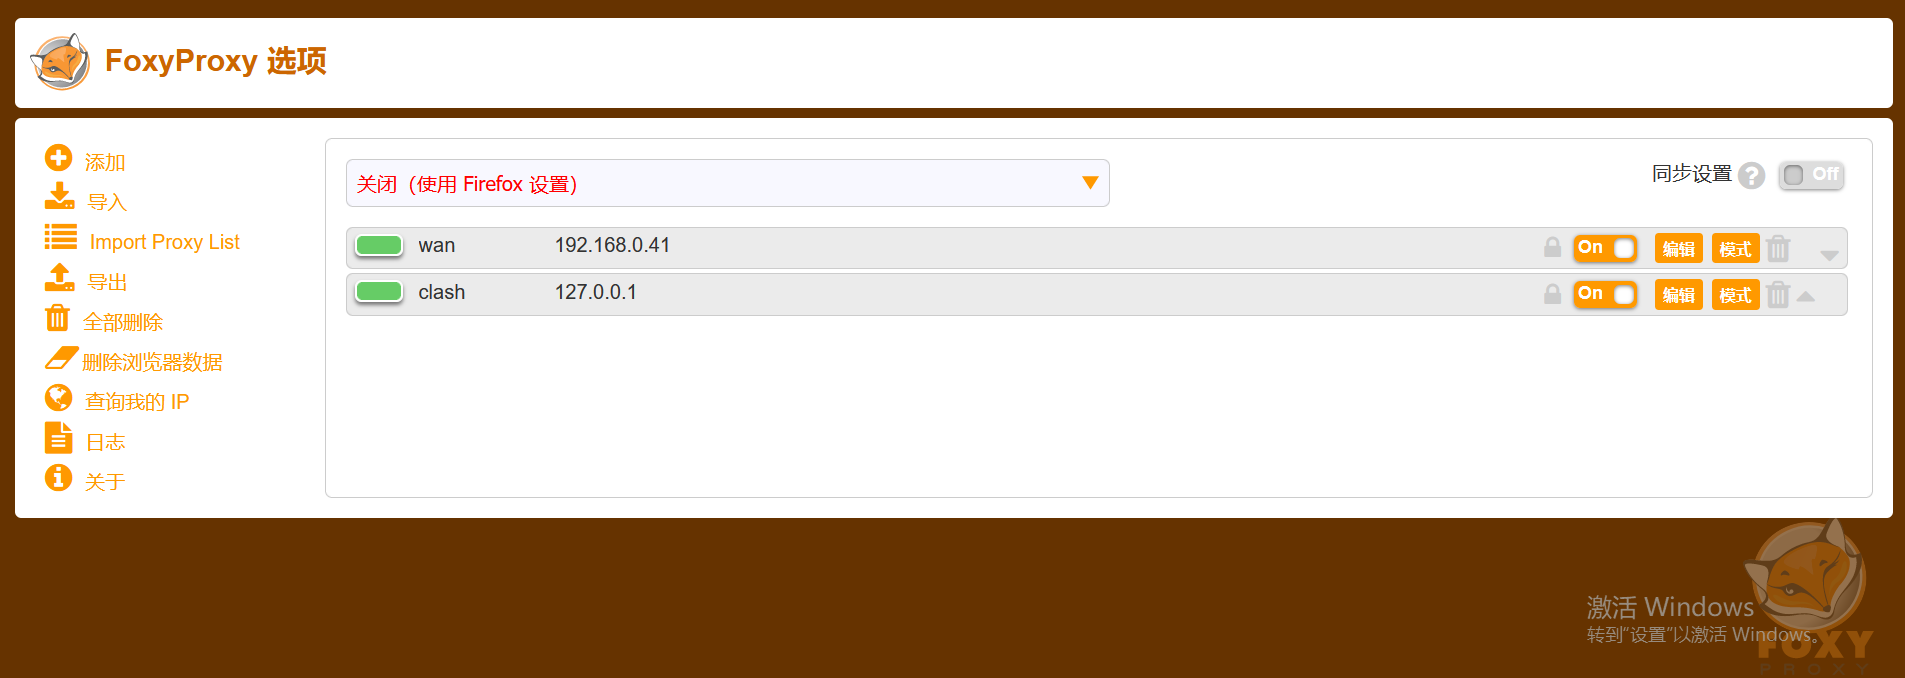 FoxyProxy 选项
添加
导入
Import Proxy List
导出
全部删除
删除浏览器数据
查询我的 IP
日志
关于
关闭（使用 Firefox 设置）
同步设置 ? Off
wan 192.168.0.41 On 编辑 模式
clash 127.0.0.1 On 编辑 模式
激活 Windows
转到"设置"以激活 Windows。
FOXY
PROXY